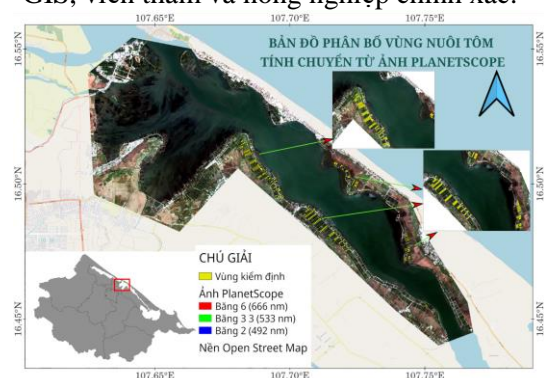 GIS, viễn thám và nông nghiệp chính xác.
107.65°E 107.70°E 107.75°E
BẢN ĐỒ PHÂN BỐ VÙNG NUÔI TÔM
TÍNH CHUYỂN TỪ ẢNH PLANETSCOPE
16.55°N 16.55°N
16.50°N 16.50°N
16.45°N 16.45°N
CHÚ GIẢI
Vùng kiểm định
Ảnh PlanetScope
Băng 6 (666 nm)
Băng 3 3 (533 nm)
Băng 2 (492 nm)
Nền Open Street Map
107.65°E 107.70°E 107.75°E